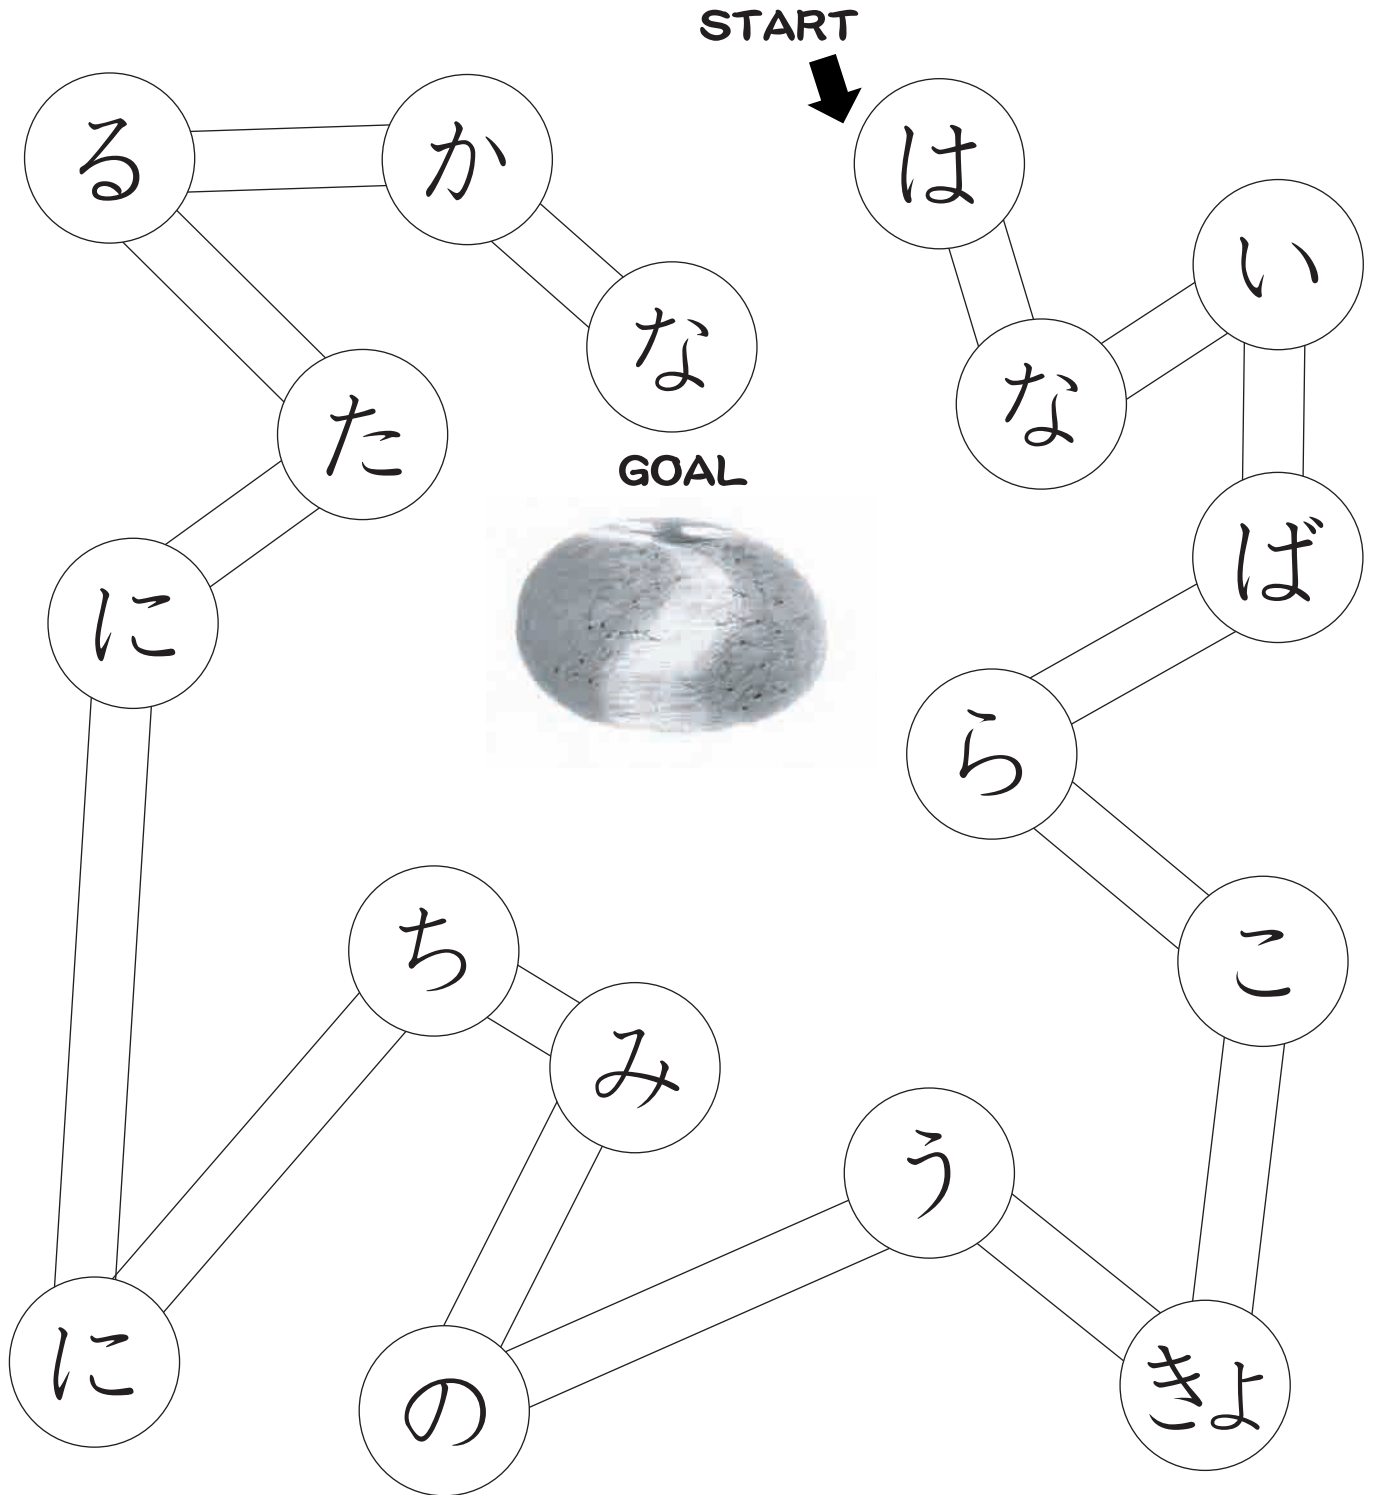 START
は
な
い
ば
ら
こ
きょ
う
の
み
ち
に
に
た
る
か
な
GOAL